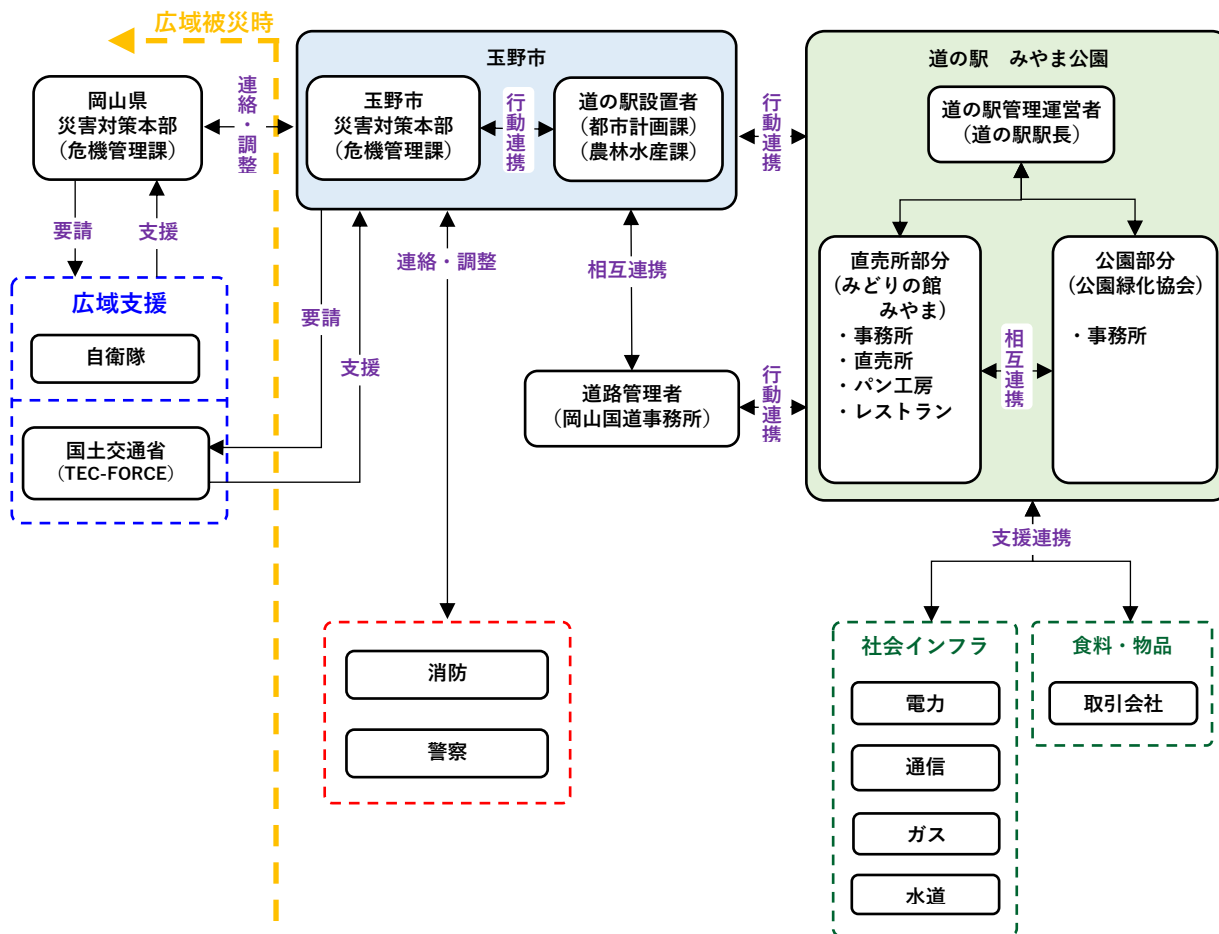 広域被災時
岡山県
災害対策本部
(危機管理課)
連絡・調整
要請
支援
広域支援
自衛隊
国土交通省
(TEC-FORCE)
玉野市
玉野市
災害対策本部
(危機管理課)
行動連携
道の駅設置者
(都市計画課)
(農林水産課)
行動連携
要請
支援
連絡・調整
相互連携
道路管理者
(岡山国道事務所)
行動連携
消防
警察
道の駅　みやま公園
道の駅管理運営者
(道の駅駅長)
直売所部分
(みどりの館
みやま)
・事務所
・直売所
・パン工房
・レストラン
相互連携
公園部分
(公園緑化協会)
・事務所
支援連携
社会インフラ
電力
通信
ガス
水道
食料・物品
取引会社